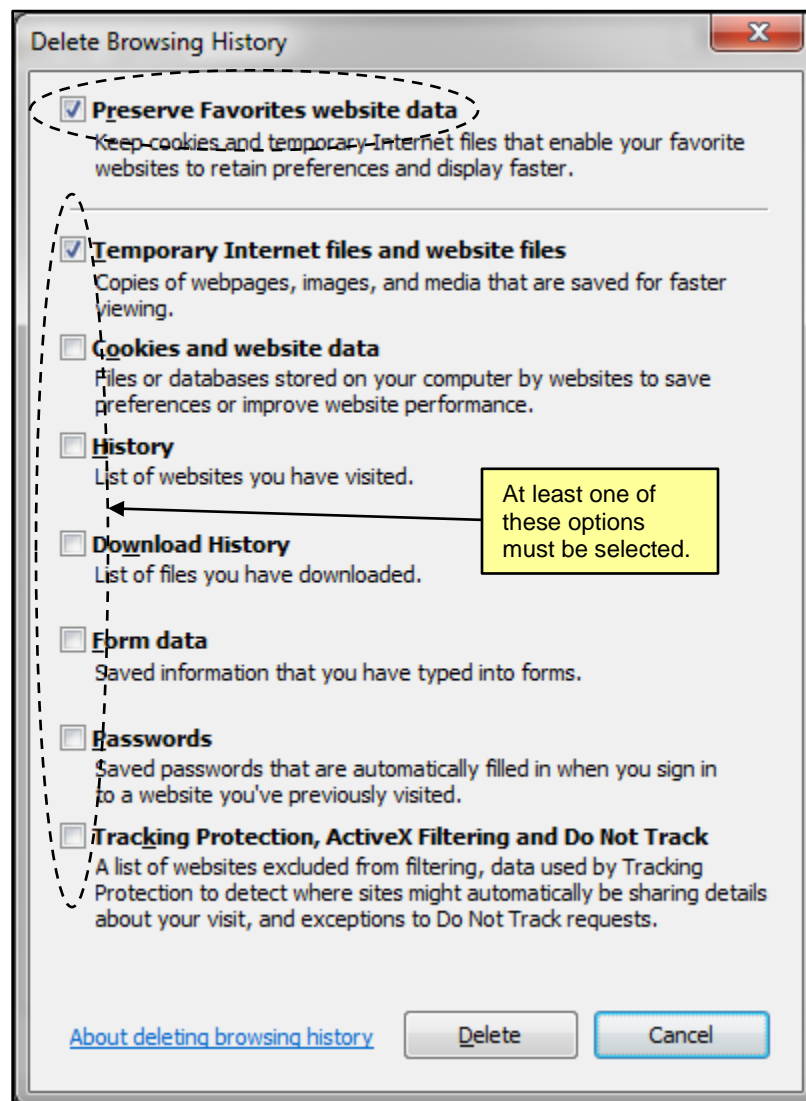 Delete Browsing History
Preserve Favorites website data
Keep cookies and temporary Internet files that enable your favorite
websites to retain preferences and display faster.
Temporary Internet files and website files
Copies of webpages, images, and media that are saved for faster
viewing.
Cookies and website data
Files or databases stored on your computer by websites to save
preferences or improve website performance.
History
List of websites you have visited.
At least one of
these options
must be selected.
Download History
List of files you have downloaded.
Form data
Saved information that you have typed into forms.
Passwords
Saved passwords that are automatically filled in when you sign in
to a website you've previously visited.
Tracking Protection, ActiveX Filtering and Do Not Track
A list of websites excluded from filtering, data used by Tracking
Protection to detect where sites might automatically be sharing details
about your visit, and exceptions to Do Not Track requests.
About deleting browsing history
Delete
Cancel